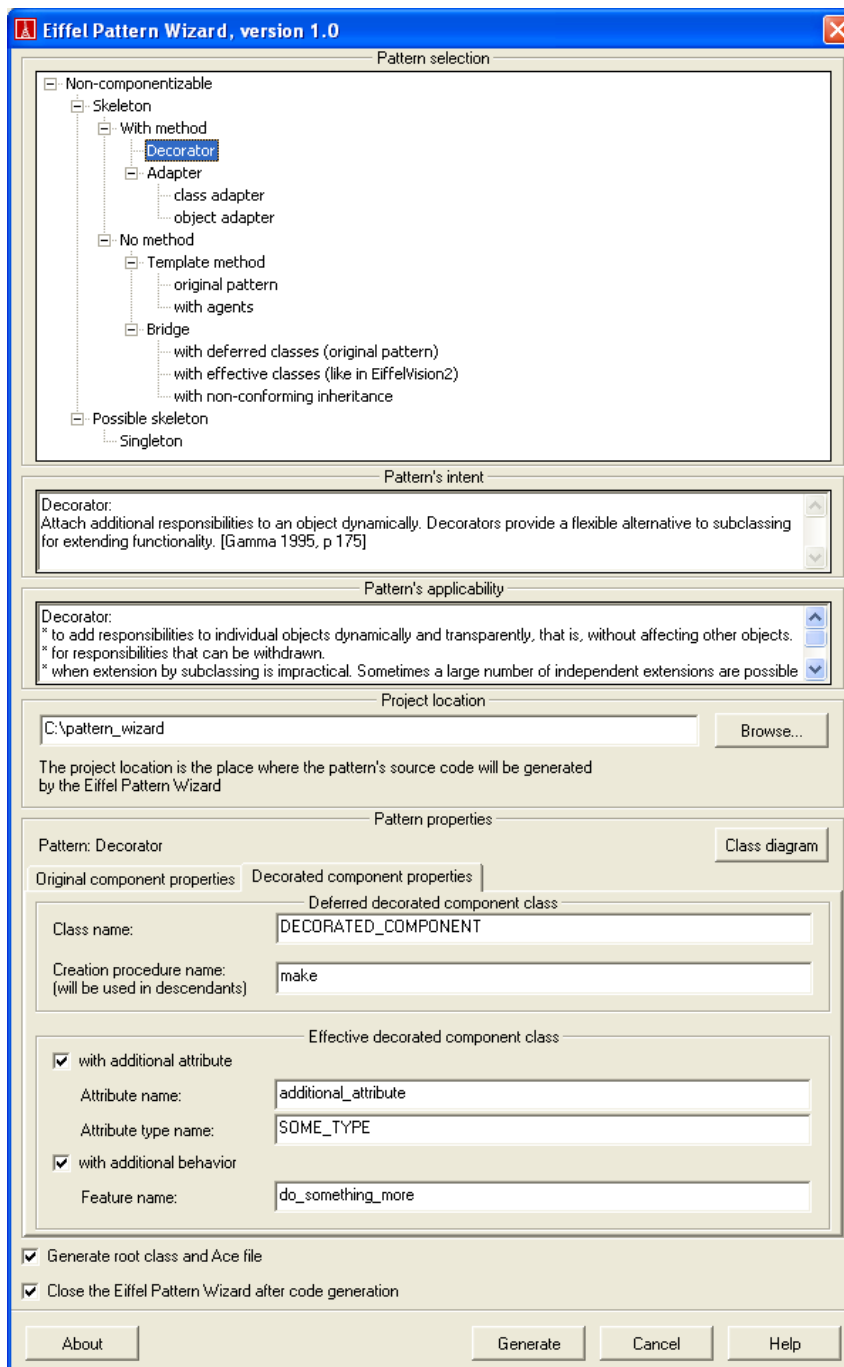 Eiffel Pattern Wizard, version 1.0
Pattern selection
Non-componentizable
Skeleton
With method
Decorator
Adapter
class adapter
object adapter
No method
Template method
original pattern
with agents
Bridge
with deferred classes (original pattern)
with effective classes (like in EiffelVision2)
with non-conforming inheritance
Possible skeleton
Singleton
Pattern's intent
Decorator:
Attach additional responsibilities to an object dynamically. Decorators provide a flexible alternative to subclassing
for extending functionality. [Gamma 1995, p 175]
Pattern's applicability
Decorator:
* to add responsibilities to individual objects dynamically and transparently, that is, without affecting other objects.
* for responsibilities that can be withdrawn.
* when extension by subclassing is impractical. Sometimes a large number of independent extensions are possible
Project location
C:\pattern_wizard
Browse...
The project location is the place where the pattern's source code will be generated
by the Eiffel Pattern Wizard
Pattern properties
Pattern: Decorator
Class diagram
Original component properties
Decorated component properties
Deferred decorated component class
Class name:
DECORATED_COMPONENT
Creation procedure name:
(will be used in descendants)
make
Effective decorated component class
with additional attribute
Attribute name:
additional_attribute
Attribute type name:
SOME_TYPE
with additional behavior
Feature name:
do_something_more
Generate root class and Ace file
Close the Eiffel Pattern Wizard after code generation
About
Generate
Cancel
Help